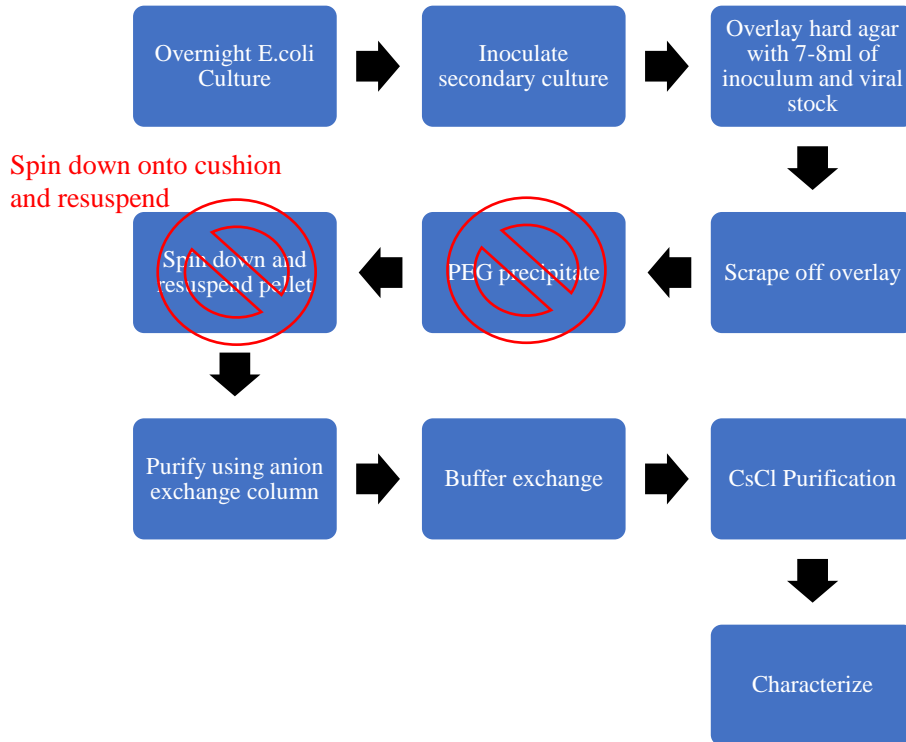 Overnight E.coli
Culture
Inoculate
secondary culture
Overlay hard agar
with 7-8ml of
inoculum and viral
stock
Scrape off overlay
PEG precipitate
Spin down onto cushion
and resuspend
Spin down and
resuspend pellet
Purify using anion
exchange column
Buffer exchange
CsCl Purification
Characterize